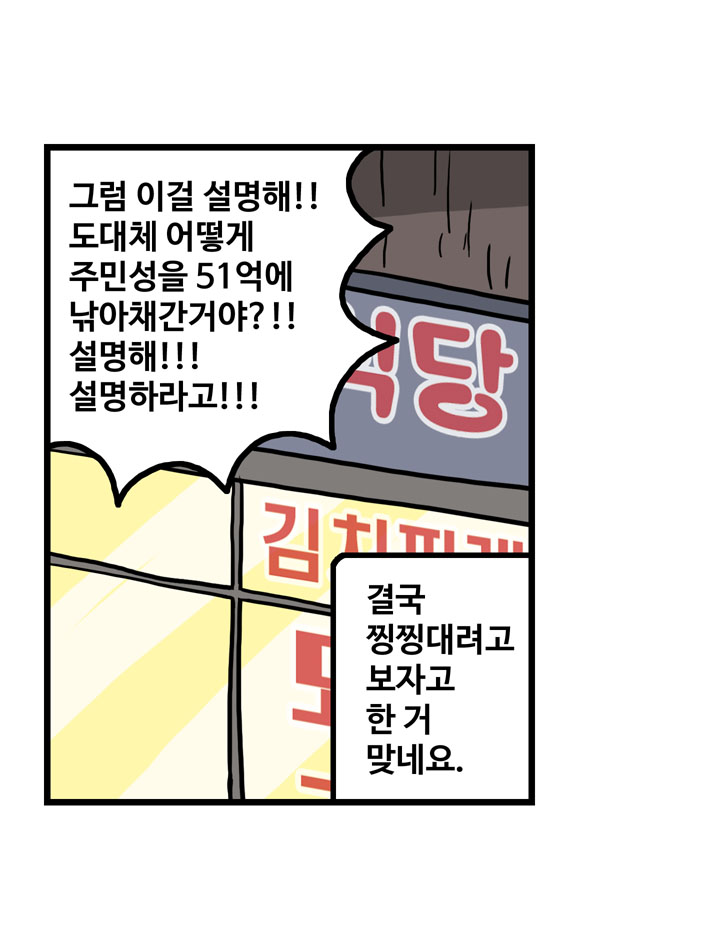 그럼 이걸 설명해!!
도대체 어떻게
주민성을 51억에
낚아채간거야?!!
설명해!!!
설명하라고!!!
식당
김치찌개
결국
찡찡대려고
보자고
한 거
맞네요.